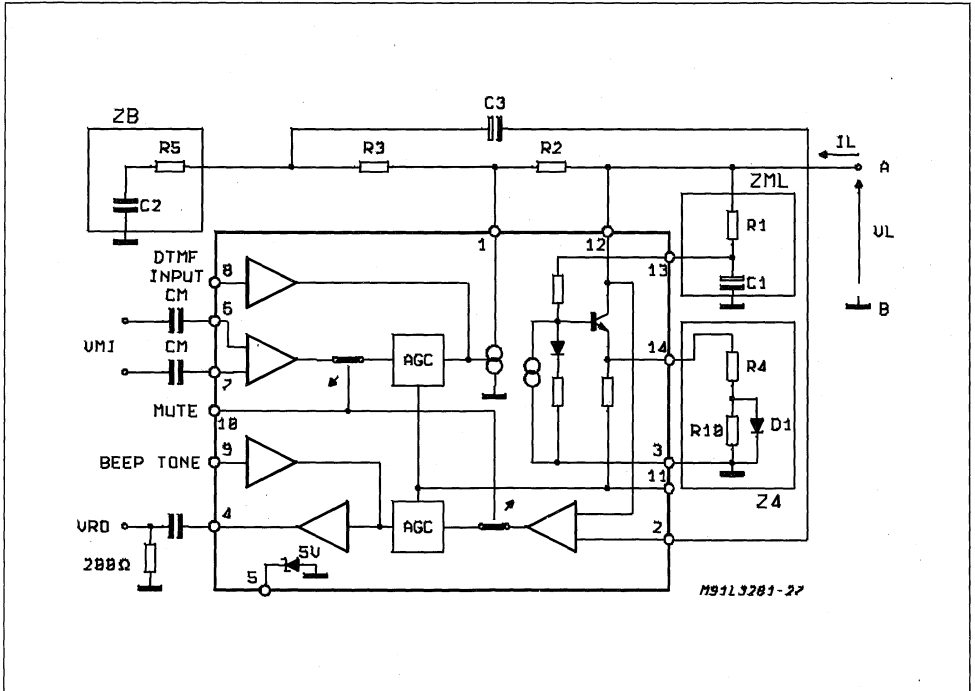 C3
ZB
R5
R3
R2
IL
A
C2
ZML
R1
VL
1
12
DTMF
INPUT
8
13
CM
C1
B
6
VMI
CM
AGC
14
R4
7
MUTE
10
R10
D1
9
3
BEEP TONE
11
Z4
VRO
4
AGC
2
200Ω
5V
5
M91L3281-27